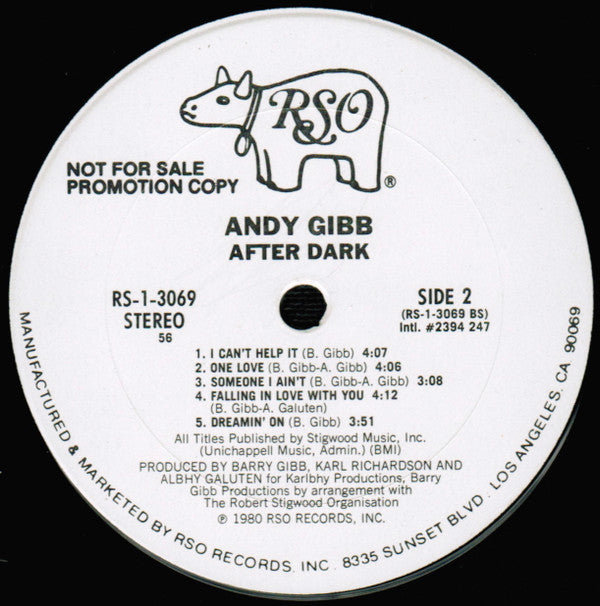 RSO
®
NOT FOR SALE
PROMOTION COPY
ANDY GIBB
AFTER DARK
RS-1-3069
STEREO
56
SIDE 2
(RS-1-3069 BS)
Intl. #2394 247
1. I CAN'T HELP IT (B. Gibb) 4:07
2. ONE LOVE (B. Gibb-A. Gibb) 4:06
3. SOMEONE I AIN'T (B. Gibb-A. Gibb) 3:08
4. FALLING IN LOVE WITH YOU 4:12
(B. Gibb-A. Galuten)
5. DREAMIN' ON (B. Gibb) 3:51
All Titles Published by Stigwood Music, Inc.
(Unichappell Music, Admin.) (BMI)
PRODUCED BY BARRY GIBB, KARL RICHARDSON AND
ALBHY GALUTEN for Karlbhy Productions, Barry
Gibb Productions by arrangement with
The Robert Stigwood Organisation
℗ 1980 RSO RECORDS, INC.
MANUFACTURED & MARKETED BY RSO RECORDS, INC. 8335 SUNSET BLVD. LOS ANGELES, CA 90069